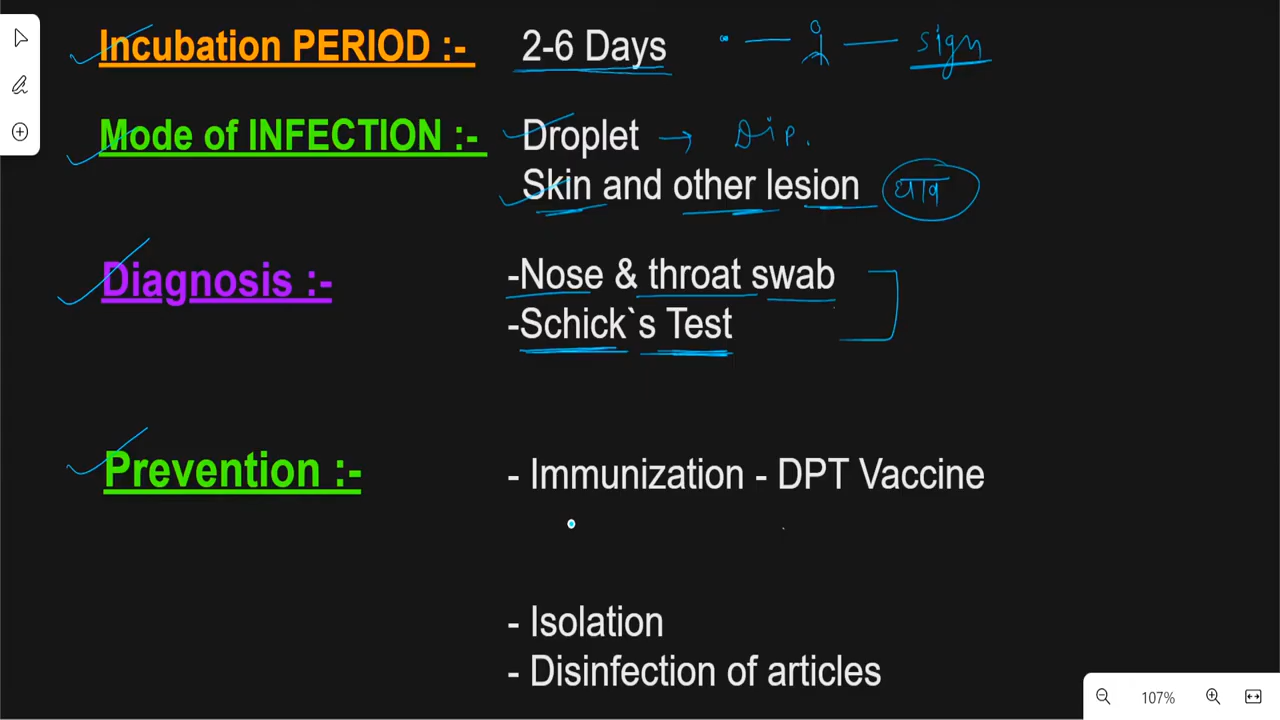 Incubation PERIOD :- 2-6 Days sign
Mode of INFECTION :- Droplet → Dip.
Skin and other lesion घाव
Diagnosis :- -Nose & throat swab
-Schick`s Test
Prevention :- - Immunization - DPT Vaccine
- Isolation
- Disinfection of articles
107%